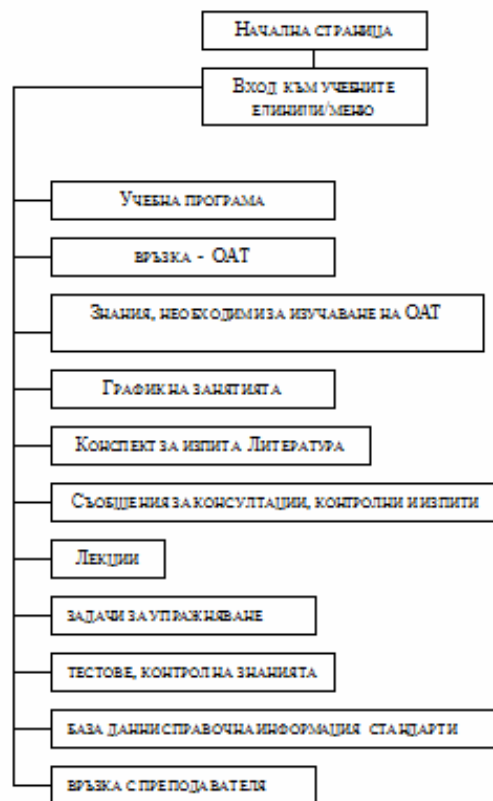 НАЧАЛНА СТРАНИЦА
ВХОД КЪМ УЧЕБНИТЕ
ЕДИНИЦИ/МЕНЮ
УЧЕБНА ПРОГРАМА
ВРЪЗКА - ОАТ
ЗНАНИЯ, НЕОБХОДИМИ ЗА ИЗУЧАВАНЕ НА ОАТ
ГРАФИК НА ЗАНЯТИЯТА
КОНСПЕКТ ЗА ИЗПИТА ЛИТЕРАТУРА
СЪОБЩЕНИЯ ЗА КОНСУЛТАЦИИ, КОНТРОЛНИ И ИЗПИТИ
ЛЕКЦИИ
ЗАДАЧИ ЗА УПРАЖНЯВАНЕ
ТЕСТОВЕ, КОНТРОЛ НА ЗНАНИЯТА
БАЗА ДАННИ СПРАВОЧНА ИНФОРМАЦИЯ СТАНДАРТИ
ВРЪЗКА С ПРЕПОДАВАТЕЛЯ